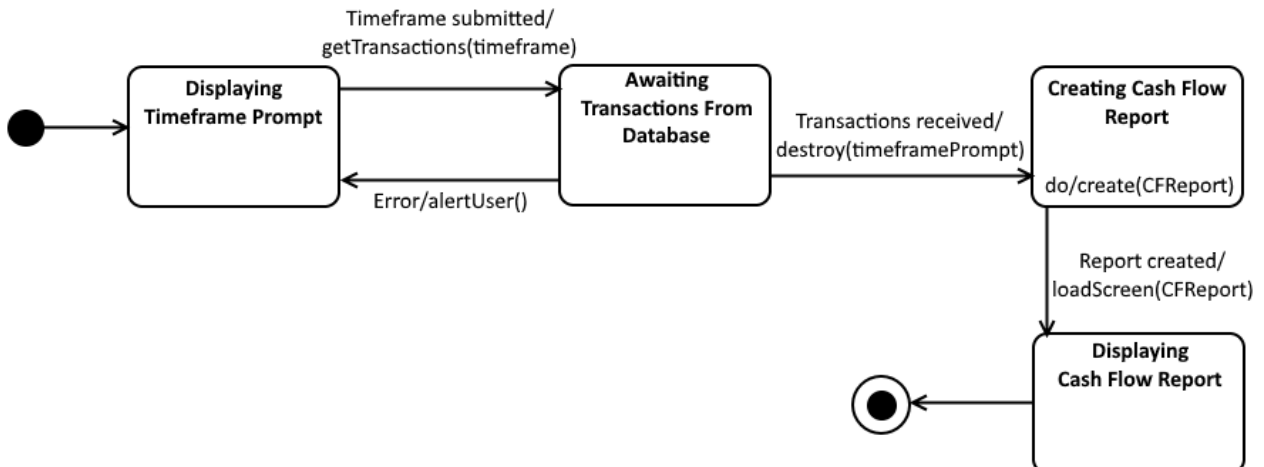 Timeframe submitted/
getTransactions(timeframe)
Displaying
Timeframe Prompt
Awaiting
Transactions From
Database
Error/alertUser()
Transactions received/
destroy(timeframePrompt)
Creating Cash Flow
Report
do/create(CFReport)
Report created/
loadScreen(CFReport)
Displaying
Cash Flow Report